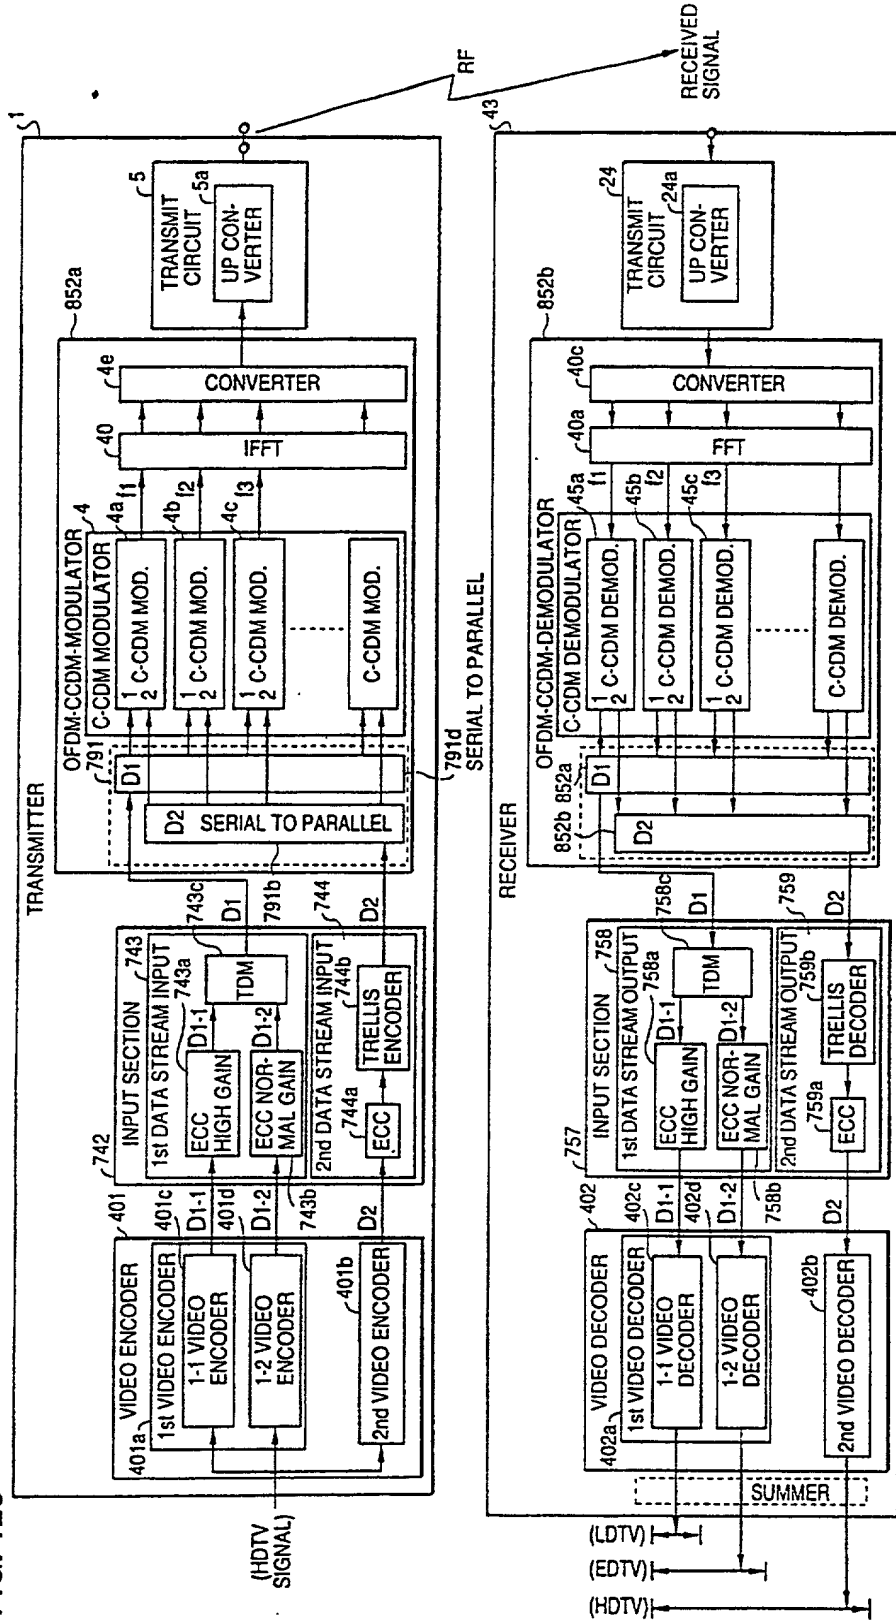 TRANSMITTER
1
VIDEO ENCODER
401
401a
1st VIDEO ENCODER
401c
1-1 VIDEO
ENCODER
401d
1-2 VIDEO
ENCODER
401b
2nd VIDEO ENCODER
(HDTV
SIGNAL)
D1-1
D1-2
D2
742
INPUT SECTION
743
1st DATA STREAM INPUT
743a
ECC
HIGH GAIN
D1-1
743c
TDM
ECC NOR-
MAL GAIN
D1-2
743b
2nd DATA STREAM INPUT
744
744a
ECC
744b
TRELLIS
ENCODER
D1
D2
852a
OFDM-CCDM-MODULATOR
C-CDM MODULATOR
4
791
D1
D2
SERIAL TO PARALLEL
791b
791d
SERIAL TO PARALLEL
4a
1
2
C-CDM MOD.
4b
1
2
C-CDM MOD.
4c
1
2
C-CDM MOD.
C-CDM MOD.
f1
f2
f3
40
IFFT
4e
CONVERTER
5
TRANSMIT
CIRCUIT
5a
UP CON-
VERTER
RF
RECEIVED
SIGNAL
RECEIVER
43
VIDEO DECODER
402
402a
1st VIDEO DECODER
402c
1-1 VIDEO
DECODER
402d
1-2 VIDEO
DECODER
402b
2nd VIDEO DECODER
SUMMER
(LDTV)
(EDTV)
(HDTV)
D1-1
D1-2
D2
757
INPUT SECTION
758
1st DATA STREAM OUTPUT
758a
ECC
HIGH GAIN
D1-1
758c
TDM
ECC NOR-
MAL GAIN
D1-2
758b
2nd DATA STREAM OUTPUT
759
759a
ECC
759b
TRELLIS
DECODER
D1
D2
852b
OFDM-CCDM-DEMODULATOR
C-CDM DEMODULATOR
852a
D1
852b
D2
45a
1
2
C-CDM DEMOD.
45b
1
2
C-CDM DEMOD.
45c
1
2
C-CDM DEMOD.
C-CDM DEMOD.
f1
f2
f3
40a
FFT
40c
CONVERTER
24
TRANSMIT
CIRCUIT
24a
UP CON-
VERTER